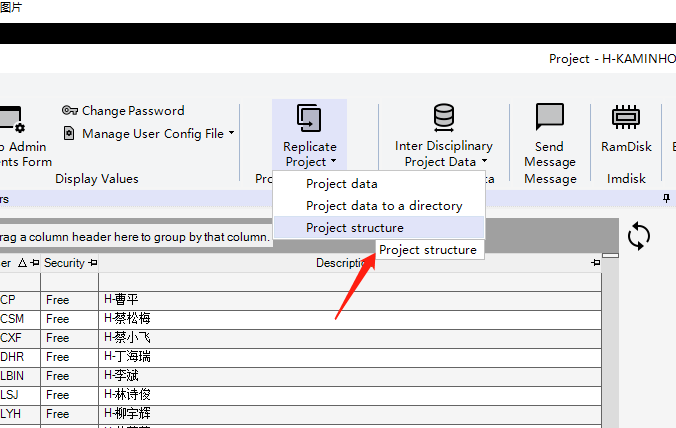 图片
Project - H-KAMINHO
Change Password
Manage User Config File
Admin
ents Form
Display Values
Replicate
Project
Inter Disciplinary
Project Data
Send
Message
Message
RamDisk
Imdisk
Project data
Project data to a directory
Project structure
Project structure
rs
rag a column header here to group by that column.
er Security Descripti
CP Free H-曹平
CSM Free H-蔡松梅
CXF Free H-蔡小飞
DHR Free H-丁海瑞
LBIN Free H-李斌
LSJ Free H-林诗俊
LYH Free H-柳宇辉